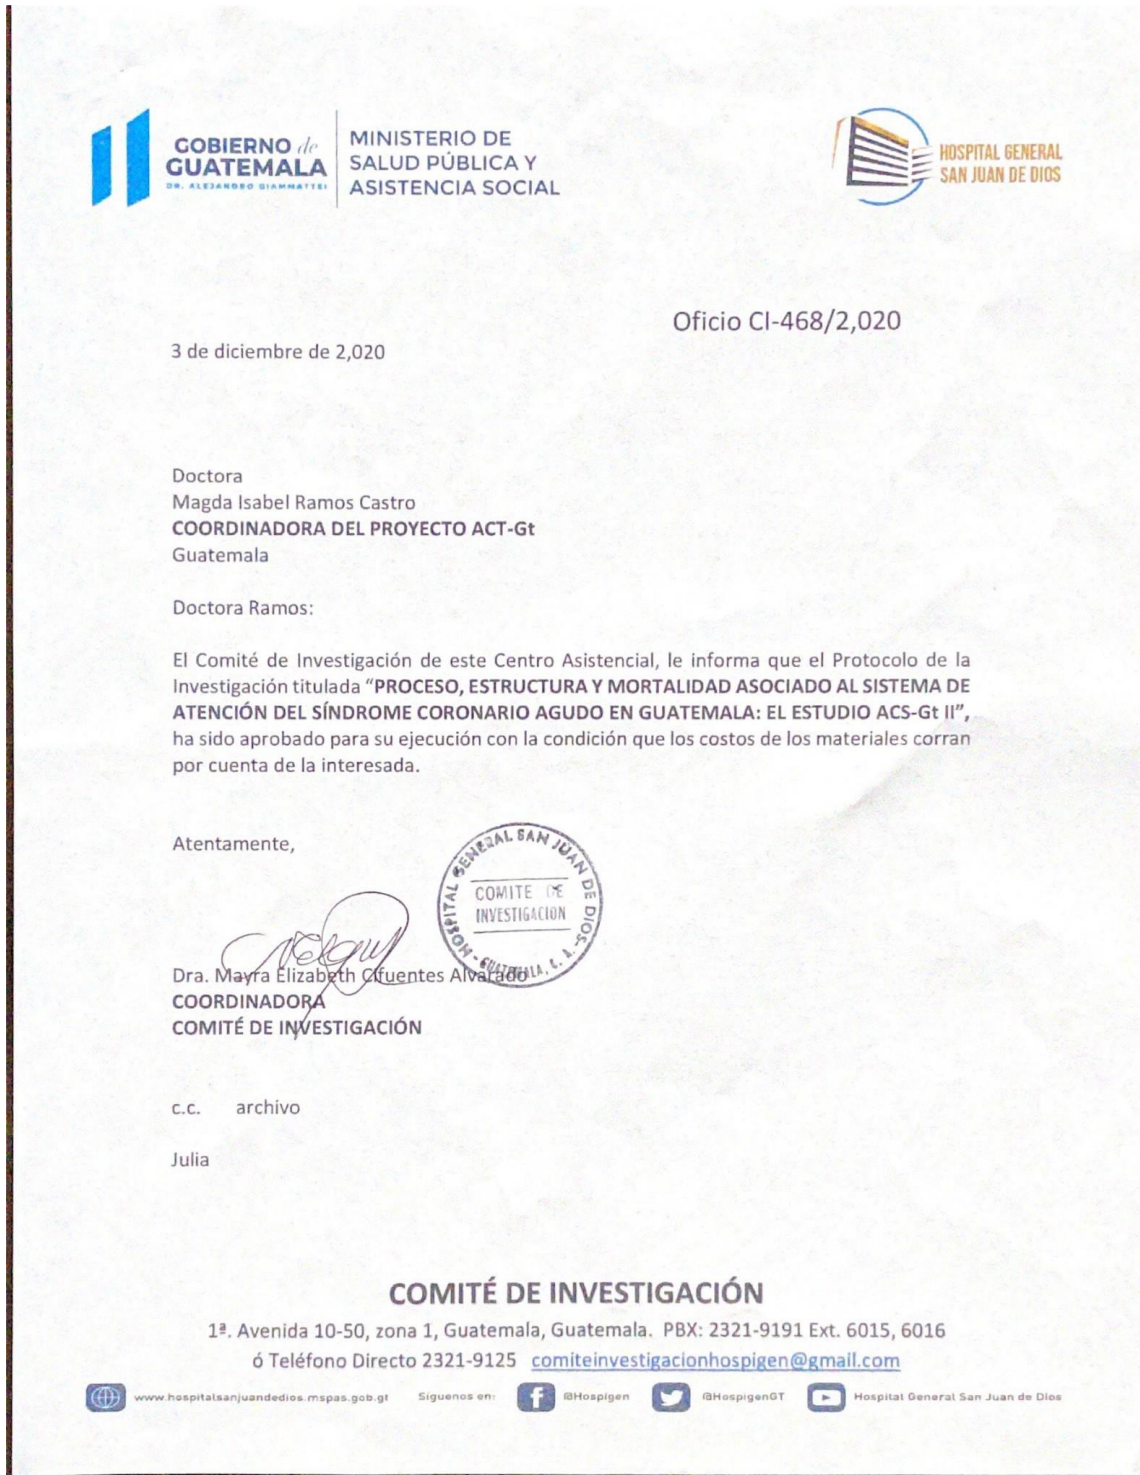 GOBIERNO de
GUATEMALA
DR. ALEJANDRO GIAMMATTEI
MINISTERIO DE
SALUD PÚBLICA Y
ASISTENCIA SOCIAL
HOSPITAL GENERAL
SAN JUAN DE DIOS
Oficio CI-468/2,020
3 de diciembre de 2,020
Doctora
Magda Isabel Ramos Castro
COORDINADORA DEL PROYECTO ACT-Gt
Guatemala
Doctora Ramos:
El Comité de Investigación de este Centro Asistencial, le informa que el Protocolo de la
Investigación titulada “PROCESO, ESTRUCTURA Y MORTALIDAD ASOCIADO AL SISTEMA DE
ATENCIÓN DEL SÍNDROME CORONARIO AGUDO EN GUATEMALA: EL ESTUDIO ACS-Gt II”,
ha sido aprobado para su ejecución con la condición que los costos de los materiales corran
por cuenta de la interesada.
Atentamente,
HOSPITAL GENERAL SAN JUAN DE DIOS
COMITE DE
INVESTIGACION
GUATEMALA, C. A.
Dra. Mayra Elizabeth Cifuentes Alvarado
COORDINADORA
COMITÉ DE INVESTIGACIÓN
c.c. archivo
Julia
COMITÉ DE INVESTIGACIÓN
1ª. Avenida 10-50, zona 1, Guatemala, Guatemala. PBX: 2321-9191 Ext. 6015, 6016
ó Teléfono Directo 2321-9125 comiteinvestigacionhospigen@gmail.com
www.hospitalsanjuandedios.mspas.gob.gt Siguenos en: @Hospigen @HospigenGT Hospital General San Juan de Dios